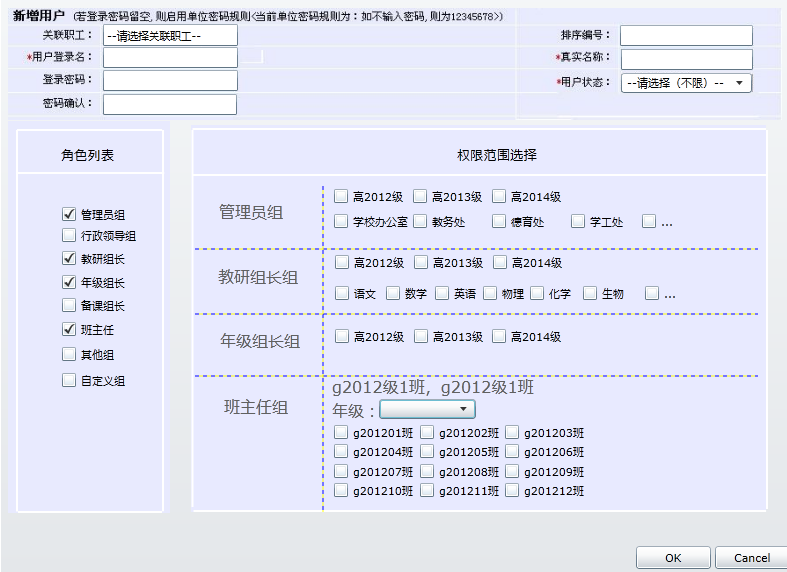 新增用户 (若登录密码留空,则启用单位密码规则<当前单位密码规则为：如不输入密码,则为12345678>)
关联职工： --请选择关联职工-- 排序编号：
*用户登录名： *真实名称：
登录密码： *用户状态： --请选择（不限）--
密码确认：
角色列表
管理员组
行政领导组
教研组长
年级组长
备课组长
班主任
其他组
自定义组
权限范围选择
管理员组
高2012级 高2013级 高2014级
学校办公室 教务处 德育处 学工处 ...
教研组长组
高2012级 高2013级 高2014级
语文 数学 英语 物理 化学 生物 ...
年级组长组
高2012级 高2013级 高2014级
班主任组
g2012级1班，g2012级1班
年级：
g201201班 g201202班 g201203班
g201204班 g201205班 g201206班
g201207班 g201208班 g201209班
g201210班 g201211班 g201212班
OK Cancel